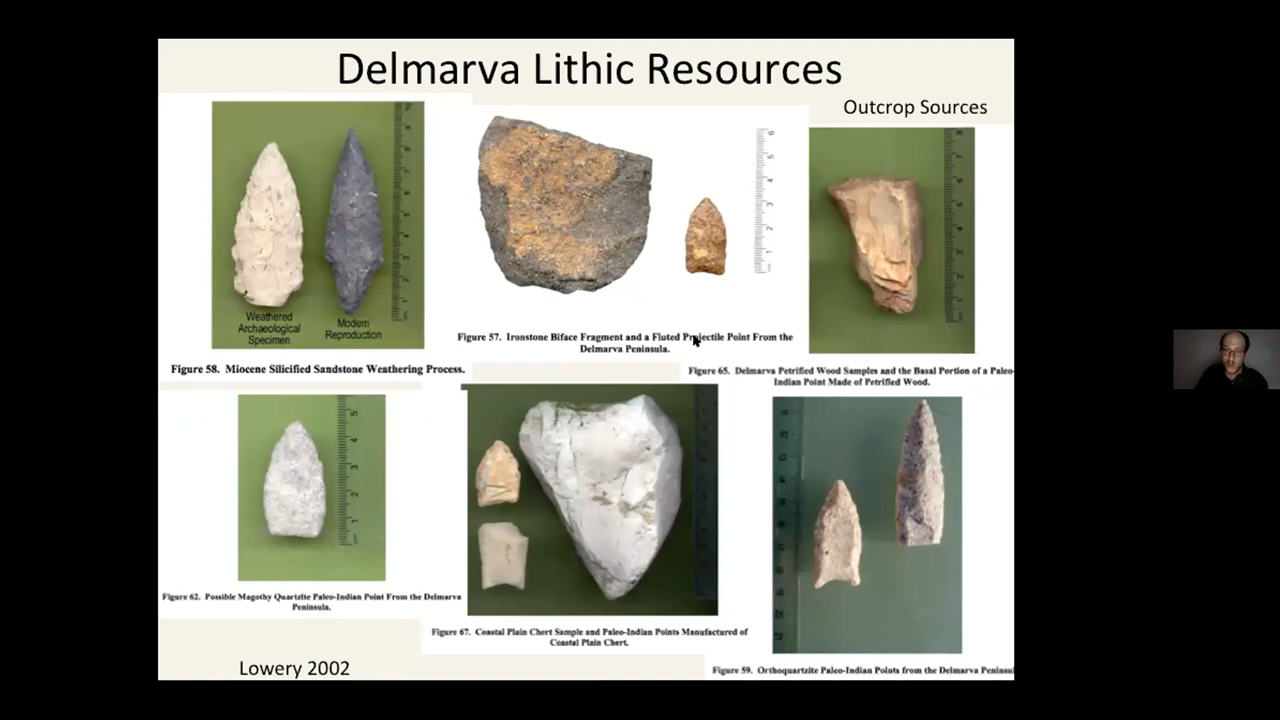 Delmarva Lithic Resources
Outcrop Sources
Weathered
Archaeological
Specimen
Modern
Reproduction
Figure 58. Miocene Silicified Sandstone Weathering Process.
Figure 57. Ironstone Biface Fragment and a Fluted Projectile Point From the
Delmarva Peninsula.
Figure 65. Delmarva Petrified Wood Samples and the Basal Portion of a Paleo-
Indian Point Made of Petrified Wood.
Figure 62. Possible Magothy Quartzite Paleo-Indian Point From the Delmarva
Peninsula.
Figure 67. Coastal Plain Chert Sample and Paleo-Indian Points Manufactured of
Coastal Plain Chert.
Figure 59. Orthoquartzite Paleo-Indian Points from the Delmarva Peninsul
Lowery 2002